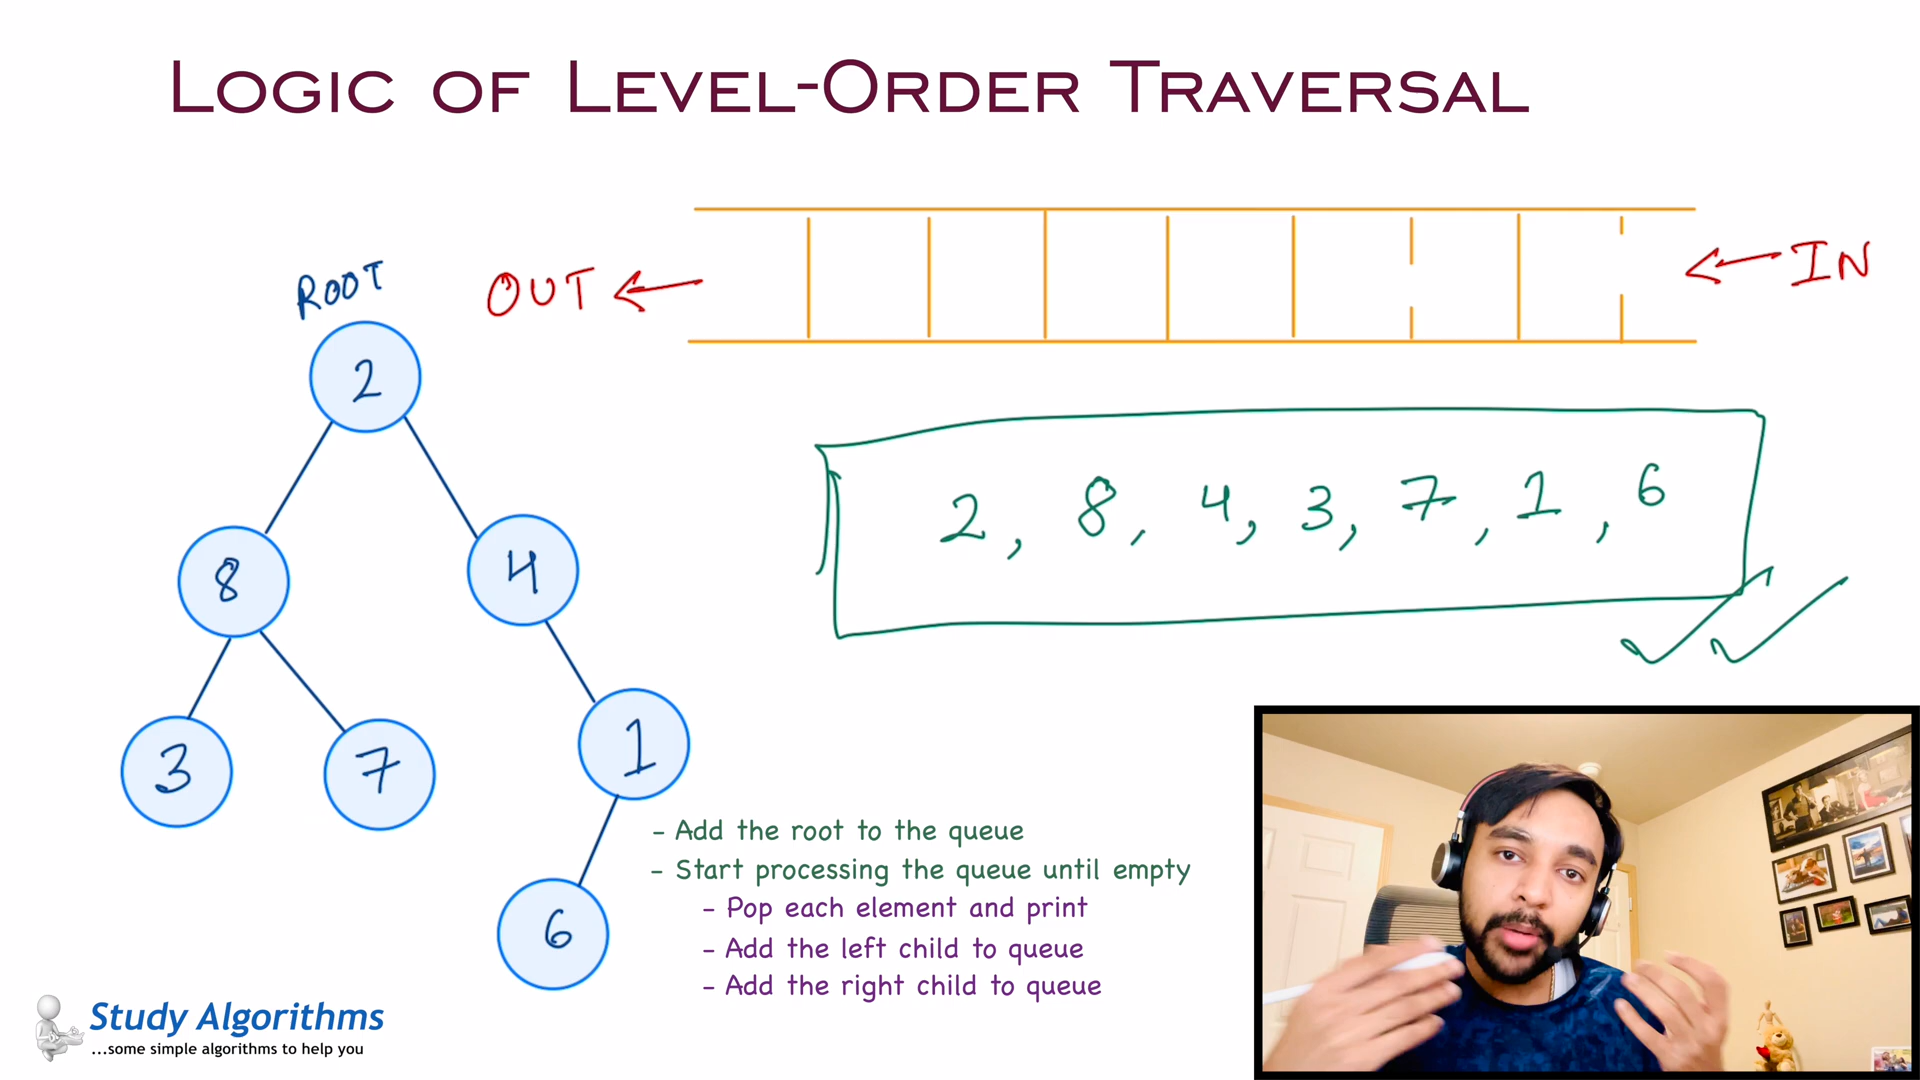 LOGIC OF LEVEL-ORDER TRAVERSAL
ROOT
OUT
IN
2
8
4
3
7
1
6
2, 8, 4, 3, 7, 1, 6
- Add the root to the queue
- Start processing the queue until empty
- Pop each element and print
- Add the left child to queue
- Add the right child to queue
Study Algorithms
...some simple algorithms to help you